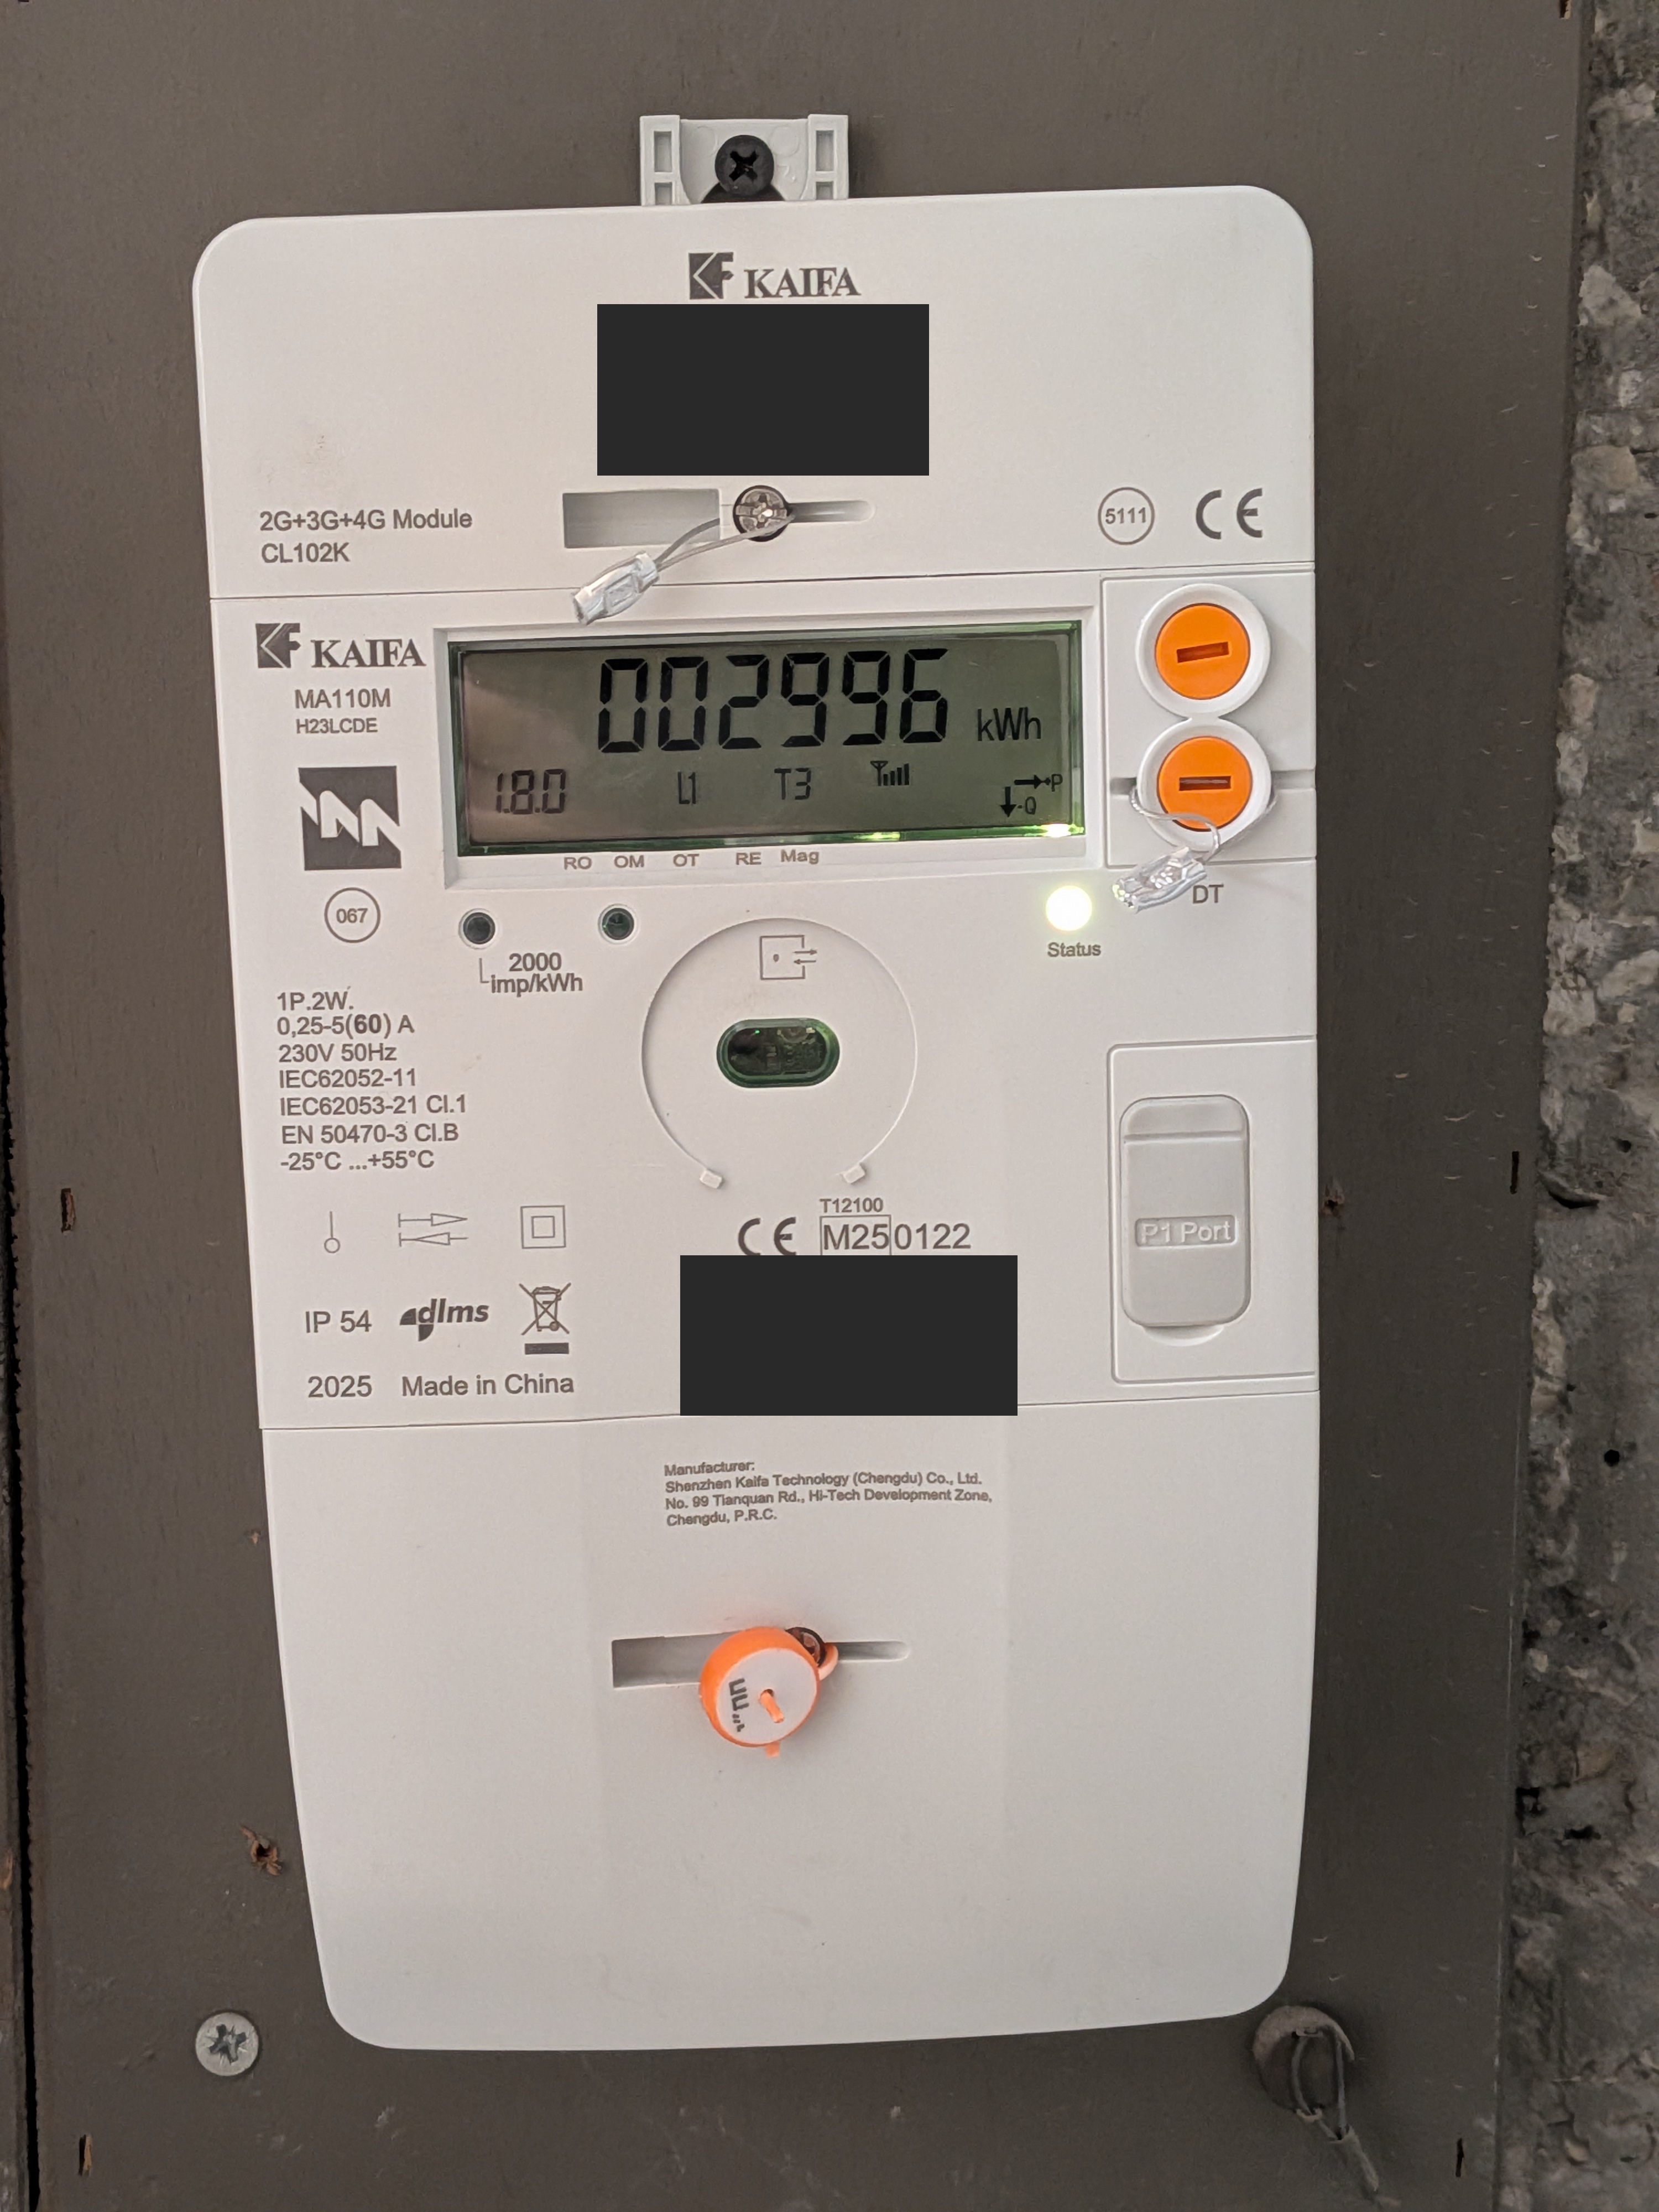 KAIFA
2G+3G+4G Module
CL102K
5111 CE
KAIFA
MA110M
H23LCDE
002996 kWh
1.8.0 L1 T3 P
-Q
RO OM OT RE Mag
067
DT
Status
2000
imp/kWh
1P.2W.
0,25-5(60) A
230V 50Hz
IEC62052-11
IEC62053-21 Cl.1
EN 50470-3 Cl.B
-25°C ...+55°C
T12100
CE M25 0122
P1 Port
IP 54 dlms
2025 Made in China
Manufacturer:
Shenzhen Kaifa Technology (Chengdu) Co., Ltd.
No. 99 Tianquan Rd., Hi-Tech Development Zone,
Chengdu, P.R.C.